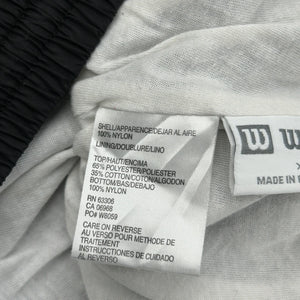 SHELL/APPARENCE/DEJAR AL AIRE
100% NYLON
LINING/DOUBLURE/LINO
TOP/HAUT/ENCIMA
65% POLYESTER/POLIESTER
35% COTTON/COTON/ALGODON
BOTTOM/BAS/DEBAJO
100% NYLON
RN 63306
CA 06968
PO# W8059
CARE ON REVERSE
AU VERSO POUR METHODE DE
TRAITEMENT
INSTRUCCIONES DE CUIDADO
AL REVERSO
W W
MADE IN